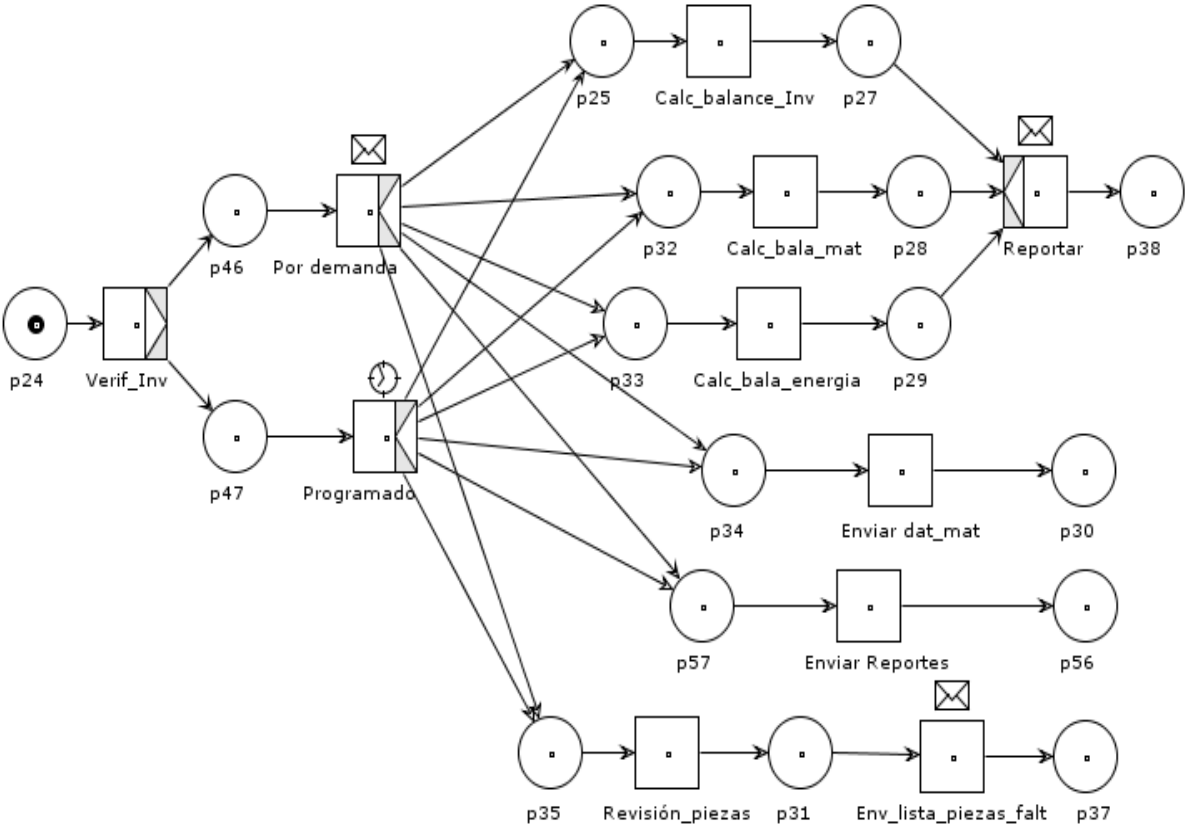 p25
Calc_balance_Inv
p27
p46
Por demanda
p32
Calc_bala_mat
p28
Reportar
p38
p24
Verif_Inv
p33
Calc_bala_energia
p29
p47
Programado
p34
Enviar dat_mat
p30
p57
Enviar Reportes
p56
p35
Revisión_piezas
p31
Env_lista_piezas_falt
p37